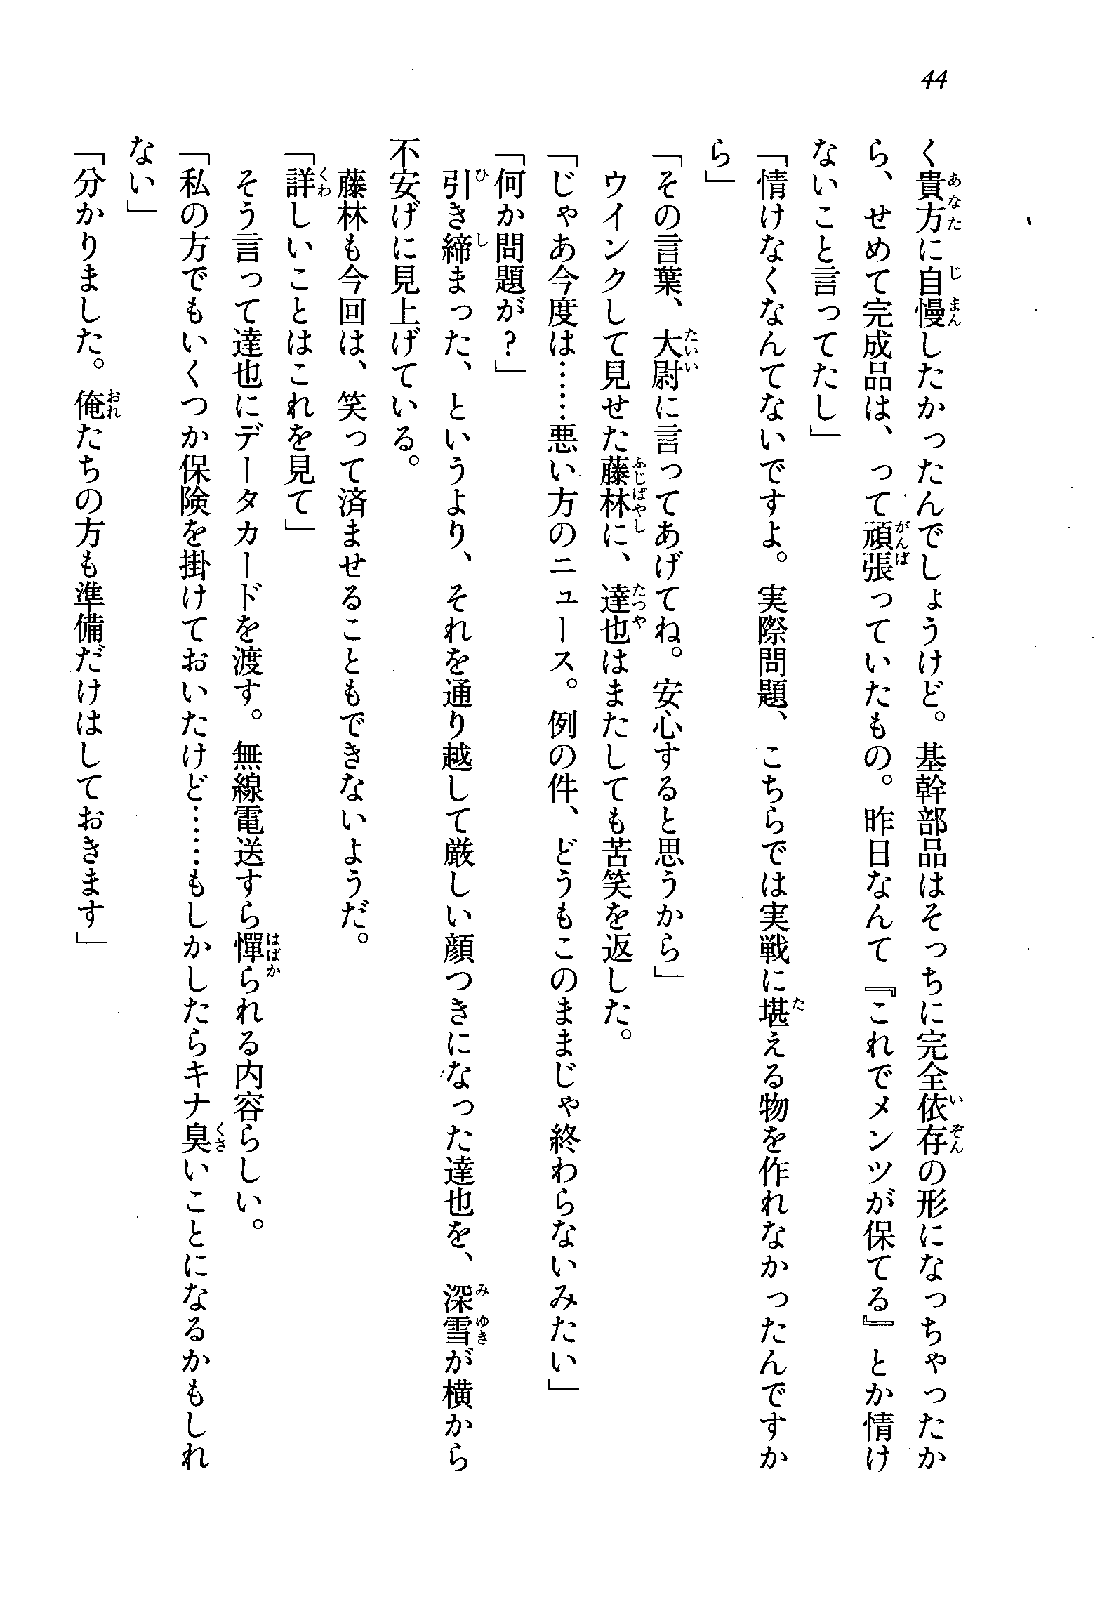 44
く貴方に自慢したかったんでしょうけど。基幹部品はそっちに完全依存の形になっちゃったか
ら、せめて完成品は、って頑張っていたもの。昨日なんて『これでメンツが保てる』とか情け
ないこと言ってたし」
「情けなくなんてないですよ。実際問題、こちらでは実戦に堪える物を作れなかったんですか
ら」
「その言葉、大尉に言ってあげてね。安心すると思うから」
ウインクして見せた藤林に、達也はまたしても苦笑を返した。
「じゃあ今度は……悪い方のニュース。例の件、どうもこのままじゃ終わらないみたい」
「何か問題が？」
引き締まった、というより、それを通り越して厳しい顔つきになった達也を、深雪が横から
不安げに見上げている。
藤林も今回は、笑って済ませることもできないようだ。
「詳しいことはこれを見て」
そう言って達也にデータカードを渡す。無線電送すら憚られる内容らしい。
「私の方でもいくつか保険を掛けておいたけど……もしかしたらキナ臭いことになるかもしれ
ない」
「分かりました。俺たちの方も準備だけはしておきます」